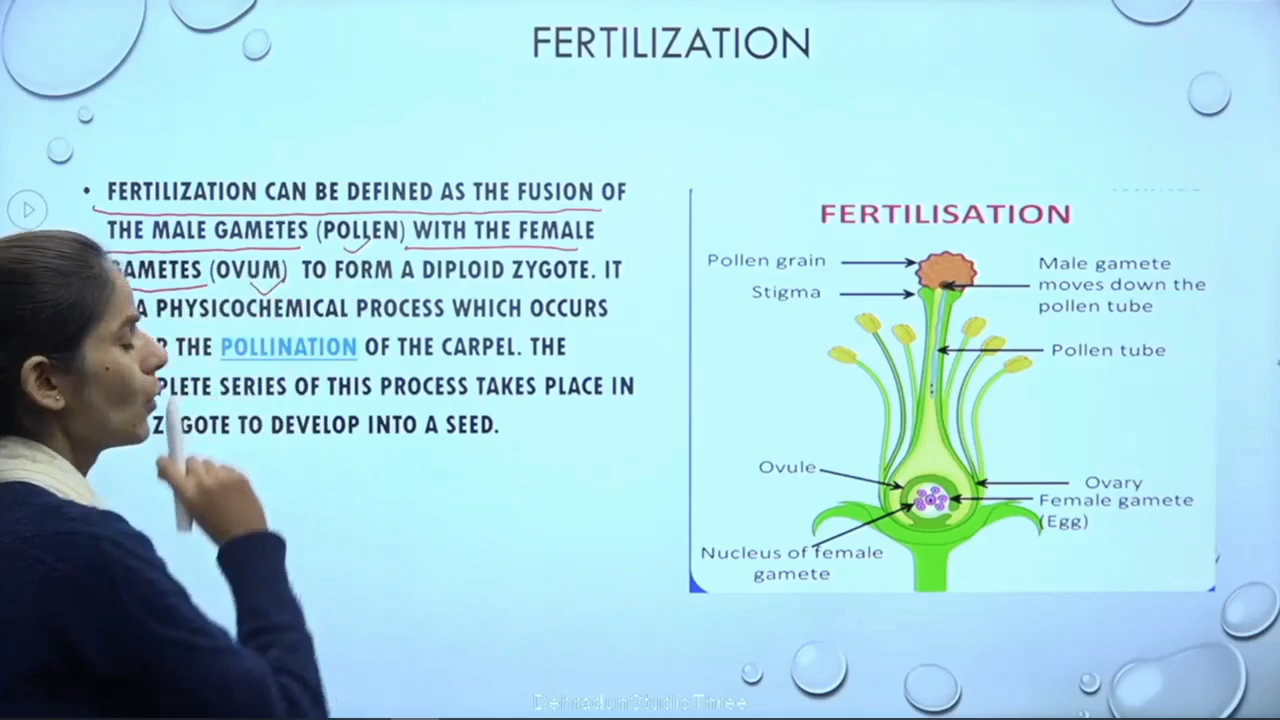 FERTILIZATION
• FERTILIZATION CAN BE DEFINED AS THE FUSION OF
THE MALE GAMETES (POLLEN) WITH THE FEMALE
AMETES (OVUM) TO FORM A DIPLOID ZYGOTE. IT
A PHYSICOCHEMICAL PROCESS WHICH OCCURS
THE POLLINATION OF THE CARPEL. THE
PLETE SERIES OF THIS PROCESS TAKES PLACE IN
ZYGOTE TO DEVELOP INTO A SEED.
FERTILISATION
Pollen grain
Stigma
Male gamete
moves down the
pollen tube
Pollen tube
Ovule
Ovary
Female gamete
(Egg)
Nucleus of female
gamete
DehradunStudioThree